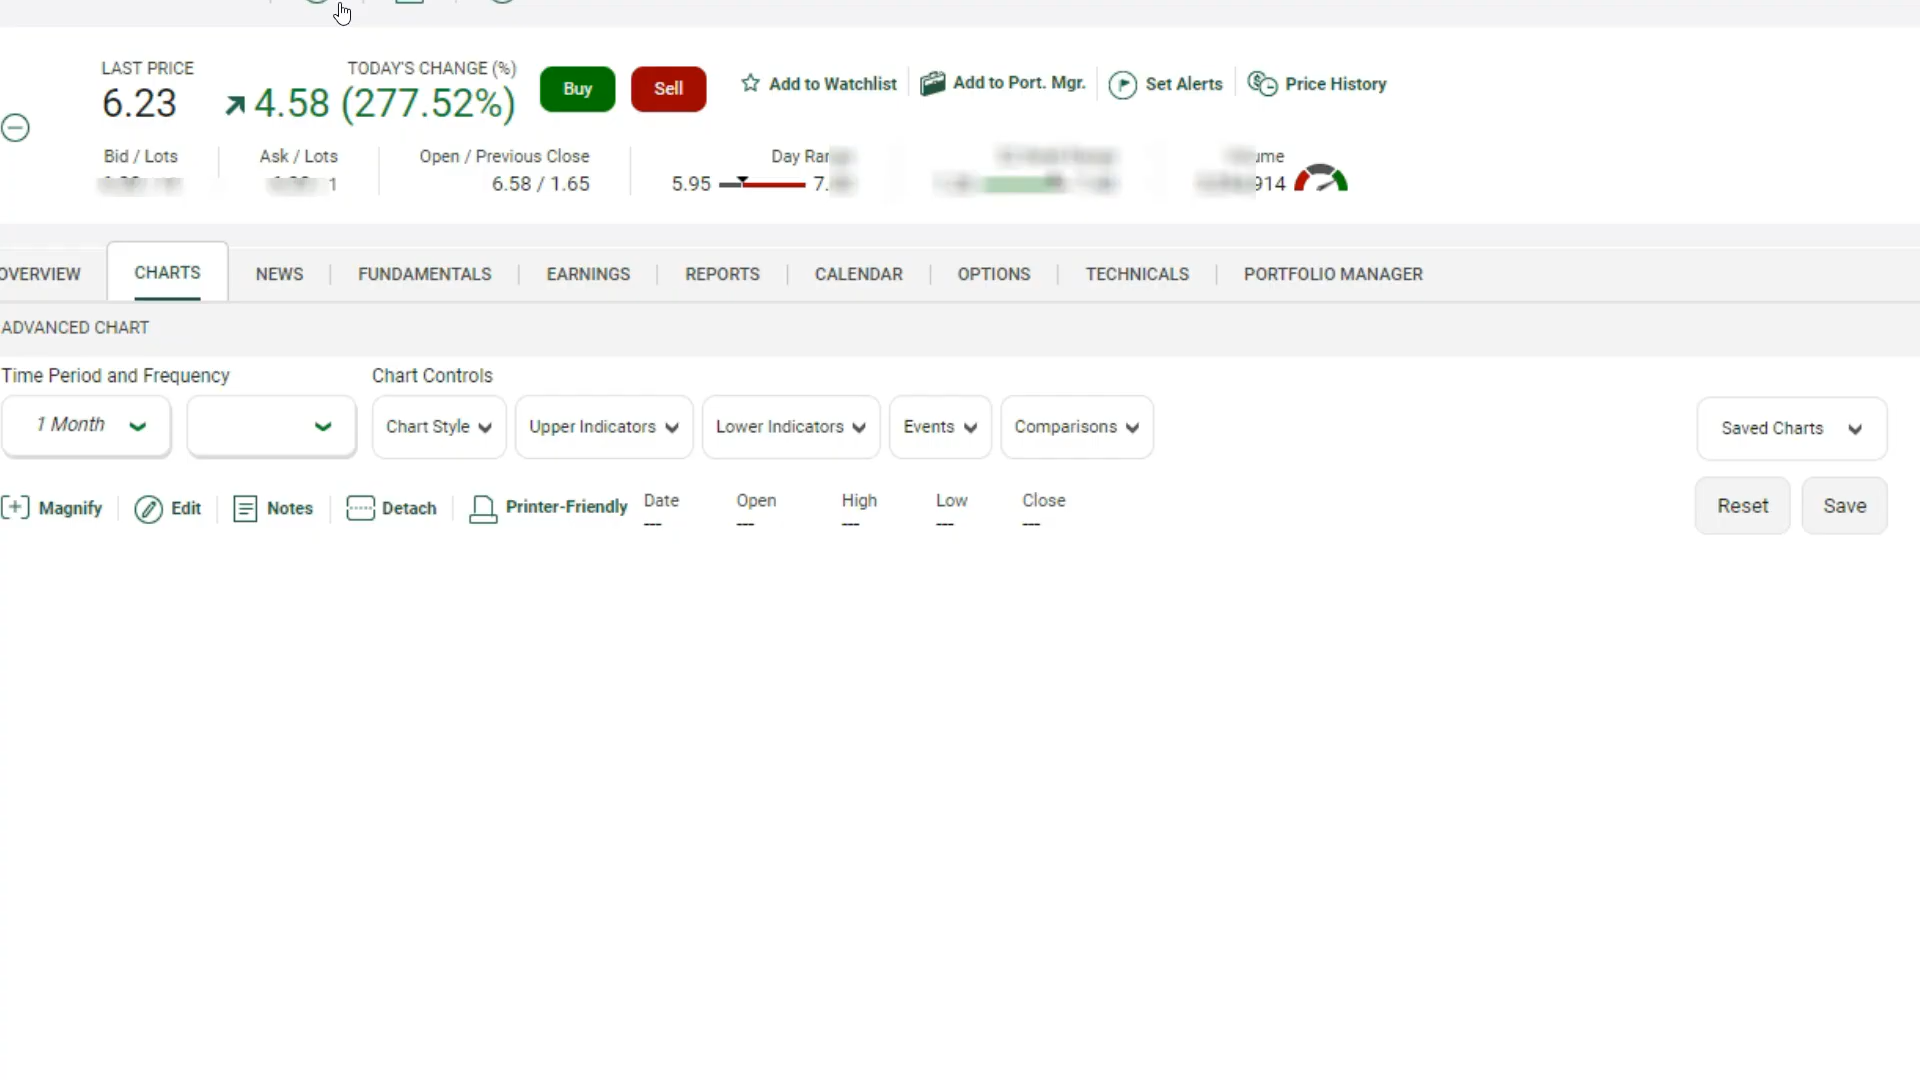 LAST PRICE
TODAY'S CHANGE (%)
6.23
4.58 (277.52%)
Buy
Sell
Add to Watchlist
Add to Port. Mgr.
Set Alerts
Price History
Bid / Lots
Ask / Lots
1
Open / Previous Close
6.58 / 1.65
Day
5.95
7.
914
OVERVIEW
CHARTS
NEWS
FUNDAMENTALS
EARNINGS
REPORTS
CALENDAR
OPTIONS
TECHNICALS
PORTFOLIO MANAGER
ADVANCED CHART
Time Period and Frequency
Chart Controls
1 Month
Chart Style
Upper Indicators
Lower Indicators
Events
Comparisons
Saved Charts
Magnify
Edit
Notes
Detach
Printer-Friendly
Date
Open
High
Low
Close
---
---
---
---
---
Reset
Save